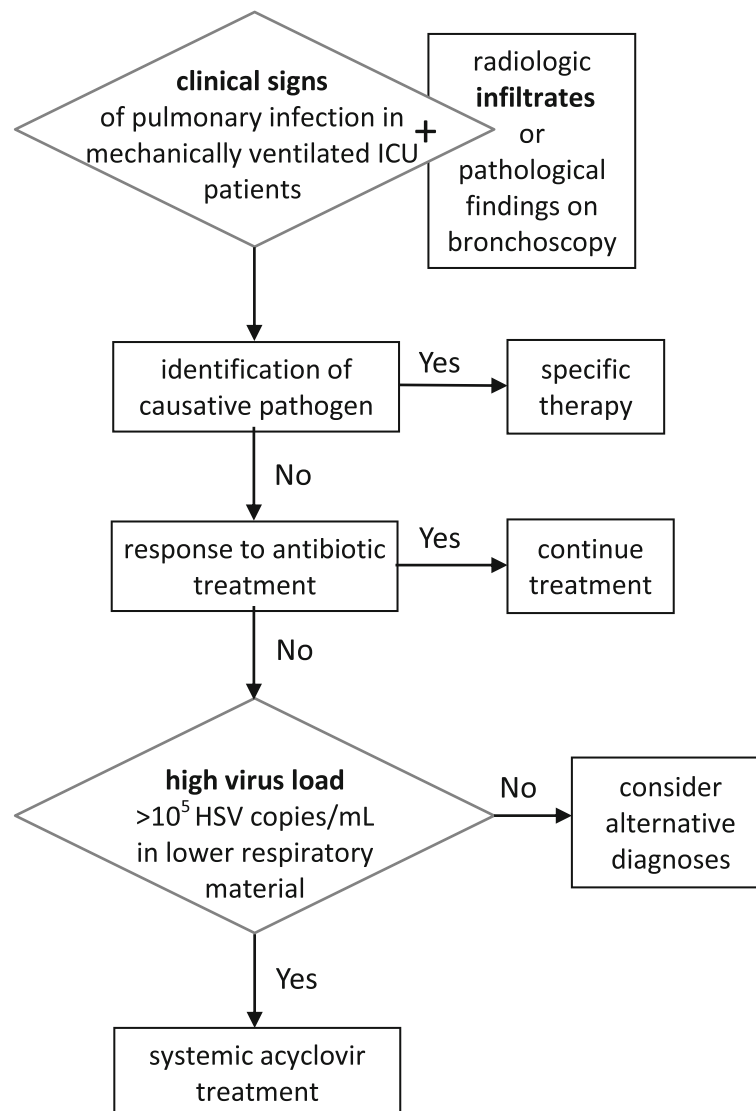 clinical signs
of pulmonary infection in
mechanically ventilated ICU
patients
+
radiologic
infiltrates
or
pathological
findings on
bronchoscopy
identification of
causative pathogen
Yes
specific
therapy
No
response to antibiotic
treatment
Yes
continue
treatment
No
high virus load
>10⁵ HSV copies/mL
in lower respiratory
material
No
consider
alternative
diagnoses
Yes
systemic acyclovir
treatment